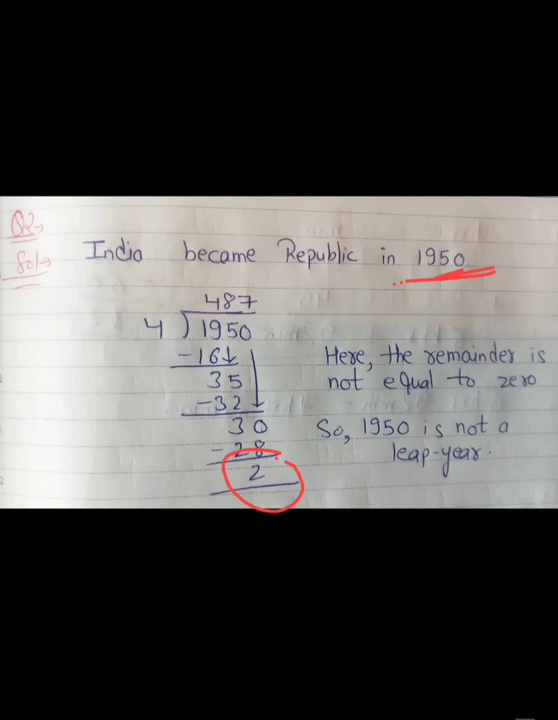 Q2→
Sol→ India became Republic in 1950
487
4 ) 1950
-16↓
35
-32↓
30
-28
2
Here, the remainder is
not equal to zero
So, 1950 is not a
leap-year.